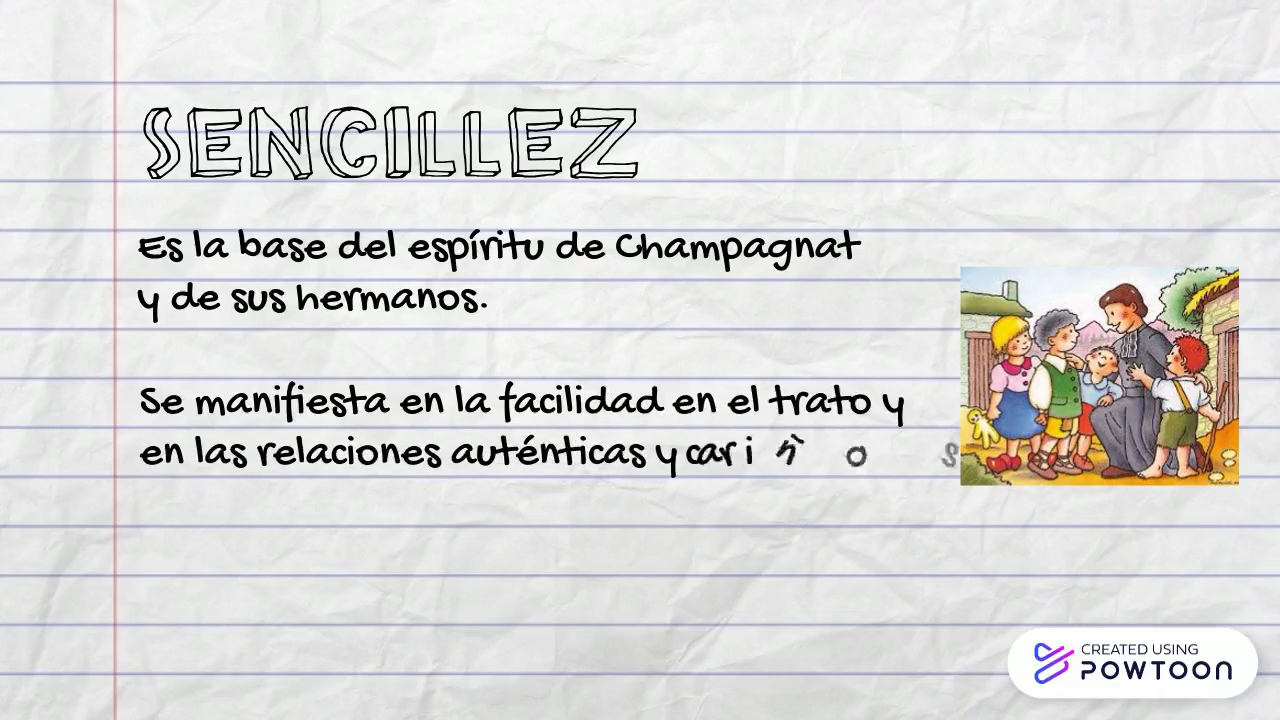 SENCILLEZ
Es la base del espíritu de Champagnat
y de sus hermanos.
Se manifiesta en la facilidad en el trato y
en las relaciones auténticas y cariños
CREATED USING
POWTOON